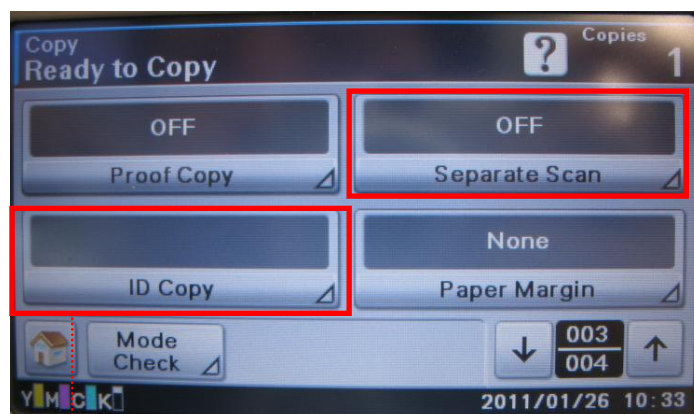 Copy
Ready to Copy
?
Copies
1
OFF
Proof Copy
OFF
Separate Scan
ID Copy
None
Paper Margin
Mode
Check
003
004
Y M C K
2011/01/26 10:33